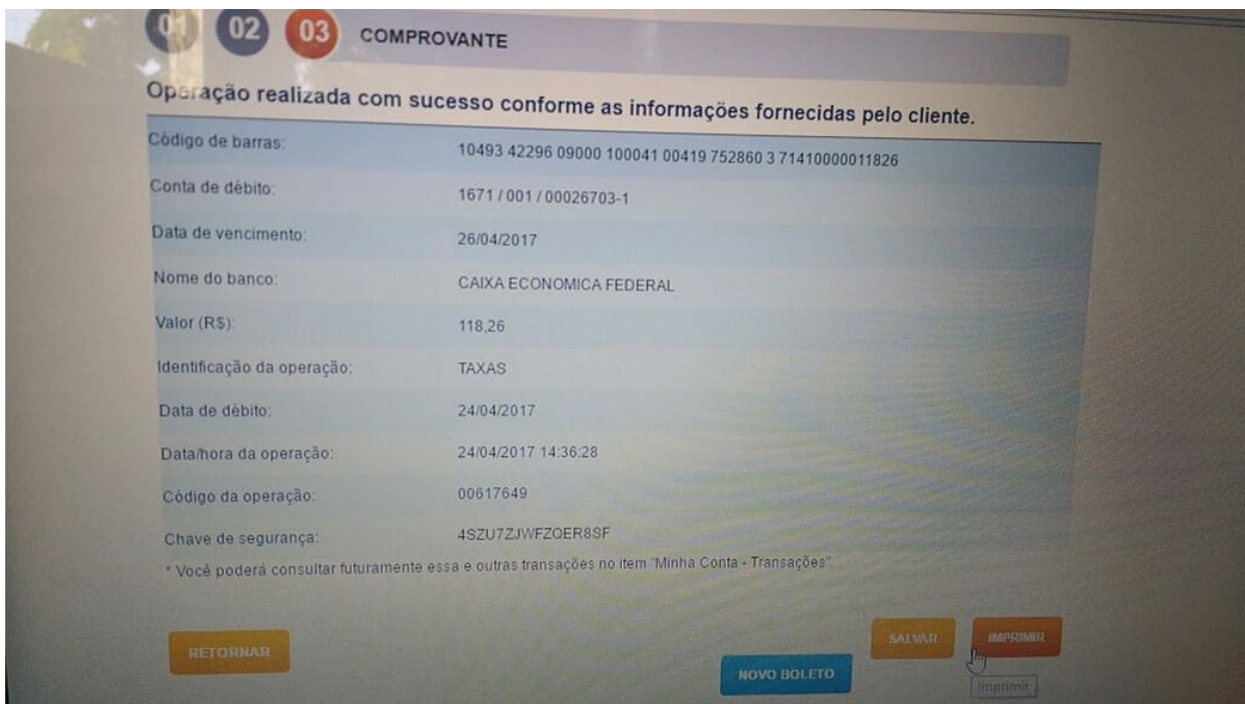 01 02 03 COMPROVANTE
Operação realizada com sucesso conforme as informações fornecidas pelo cliente.
Código de barras: 10493 42296 09000 100041 00419 752860 3 71410000011826
Conta de débito: 1671 / 001 / 00026703-1
Data de vencimento: 26/04/2017
Nome do banco: CAIXA ECONOMICA FEDERAL
Valor (R$): 118,26
Identificação da operação: TAXAS
Data de débito: 24/04/2017
Data/hora da operação: 24/04/2017 14:36:28
Código da operação: 00617649
Chave de segurança: 4SZU7ZJWFZQER8SF
* Você poderá consultar futuramente essa e outras transações no item "Minha Conta - Transações"
RETORNAR NOVO BOLETO SALVAR IMPRIMIR
Imprimir